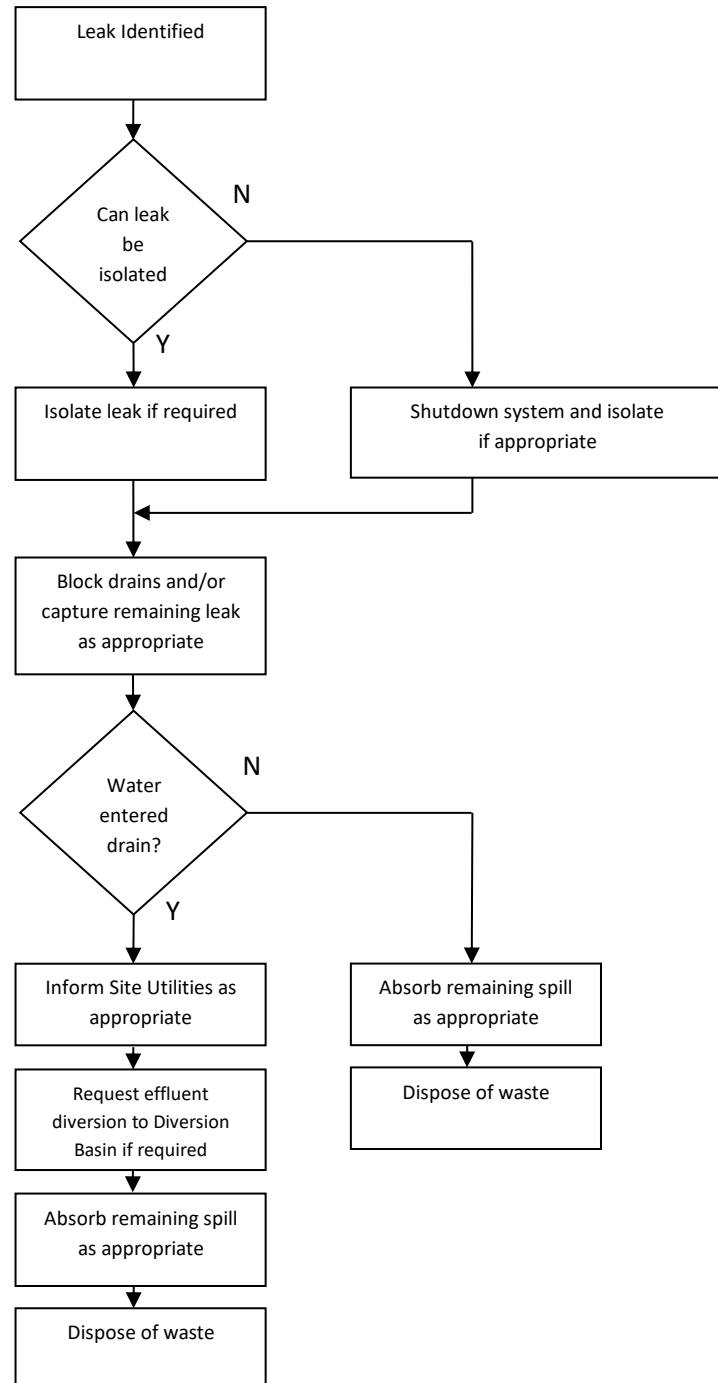 Leak Identified
N
Can leak
be
isolated
Y
Isolate leak if required
Shutdown system and isolate
if appropriate
Block drains and/or
capture remaining leak
as appropriate
N
Water
entered
drain?
Y
Inform Site Utilities as
appropriate
Absorb remaining spill
as appropriate
Request effluent
diversion to Diversion
Basin if required
Dispose of waste
Absorb remaining spill
as appropriate
Dispose of waste